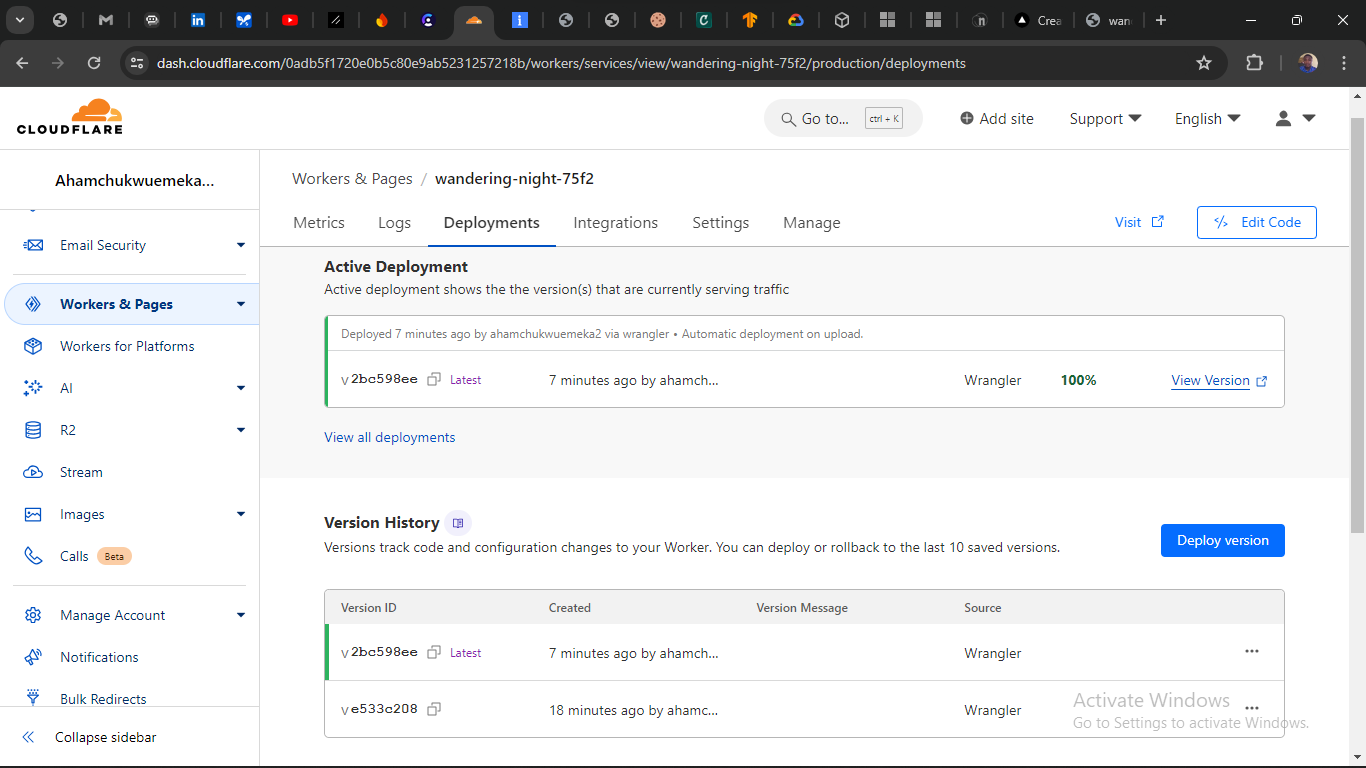 Crea
wan
dash.cloudflare.com/0adb5f1720e0b5c80e9ab5231257218b/workers/services/view/wandering-night-75f2/production/deployments
CLOUDFLARE
Go to...
ctrl + K
Add site
Support
English
Ahamchukwuemeka...
Email Security
Workers & Pages
Workers for Platforms
AI
R2
Stream
Images
Calls Beta
Manage Account
Notifications
Bulk Redirects
Collapse sidebar
Workers & Pages / wandering-night-75f2
Metrics Logs Deployments Integrations Settings Manage
Visit
Edit Code
Active Deployment
Active deployment shows the the version(s) that are currently serving traffic
Deployed 7 minutes ago by ahamchukwuemeka2 via wrangler • Automatic deployment on upload.
v 2bc598ee Latest 7 minutes ago by ahamch... Wrangler 100% View Version
View all deployments
Version History
Versions track code and configuration changes to your Worker. You can deploy or rollback to the last 10 saved versions.
Deploy version
Version ID Created Version Message Source
v 2bc598ee Latest 7 minutes ago by ahamch... Wrangler
v e533c208 18 minutes ago by ahamc... Wrangler
Activate Windows
Go to Settings to activate Windows.